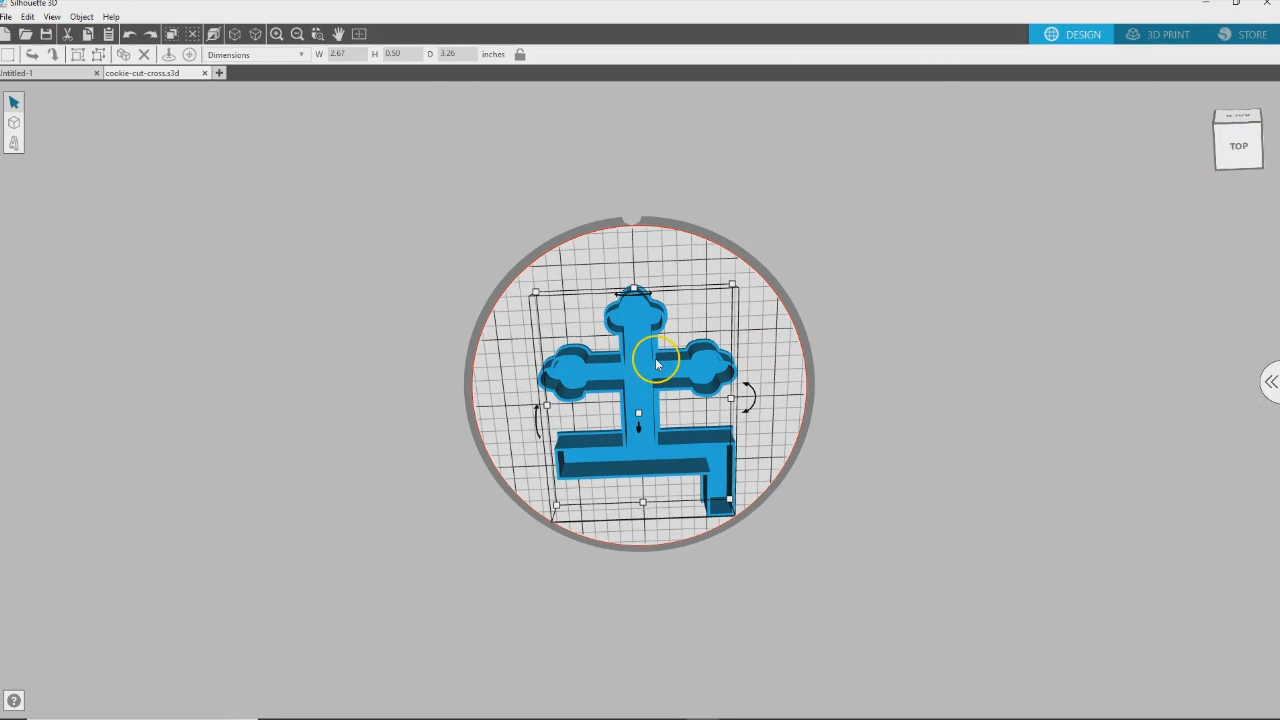 Silhouette 3D
File Edit View Object Help
DESIGN 3D PRINT STORE
Dimensions W 2.67 H 0.50 D 3.26 inches
Untitled-1 cookie-cut-cross.s3d
TOP
?